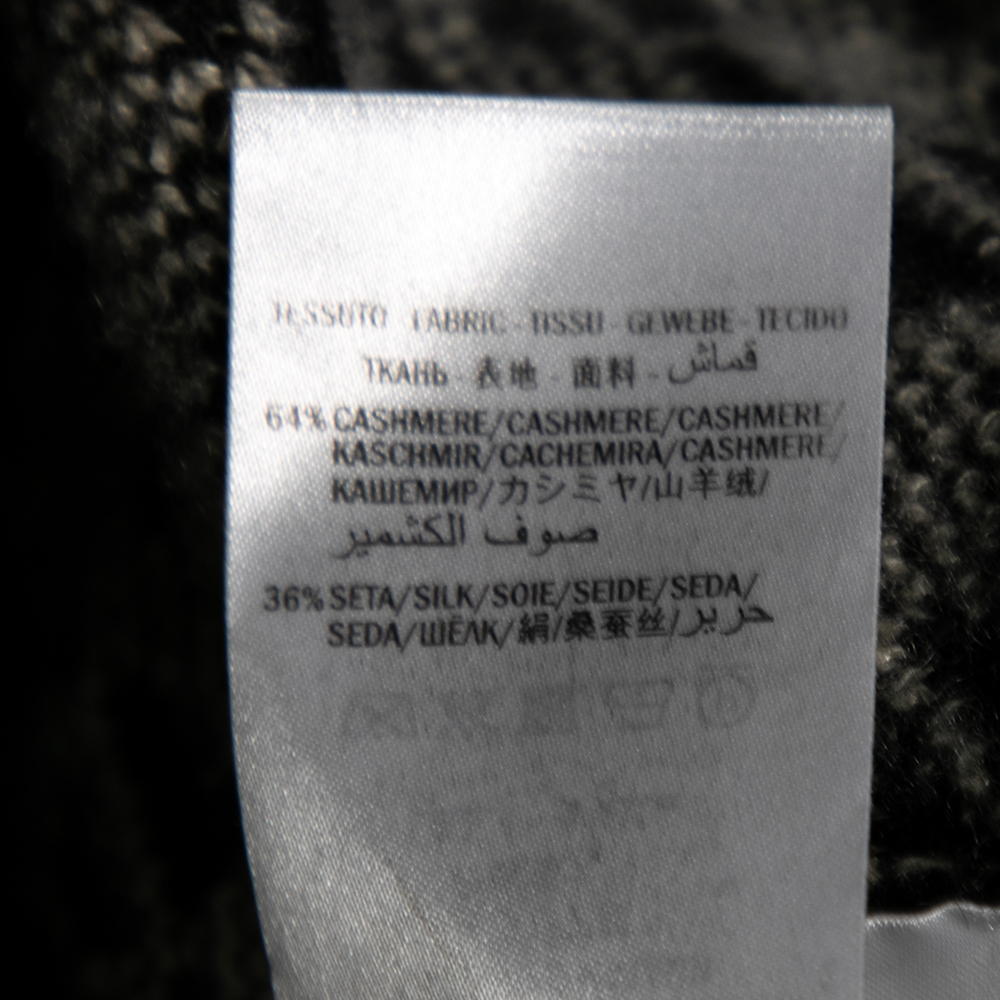 TESSUTO FABRIC - TISSU - GEWEBE - TECIDO
ТКАНЬ - 表地 - 面料 - قماش
64% CASHMERE/CASHMERE/CASHMERE/
KASCHMIR/CACHEMIRA/CASHMERE/
КАШЕМИР/カシミヤ/山羊绒/
صوف الكشمير
36% SETA/SILK/SOIE/SEIDE/SEDA/
SEDA/ШЁЛК/絹/桑蚕丝/حرير